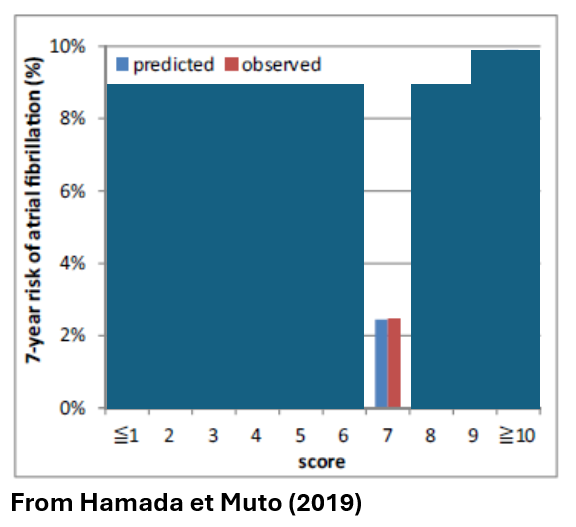 10%
predicted observed
8%
6%
4%
2%
0%
7-year risk of atrial fibrillation (%)
≦1 2 3 4 5 6 7 8 9 ≧10
score
From Hamada et Muto (2019)